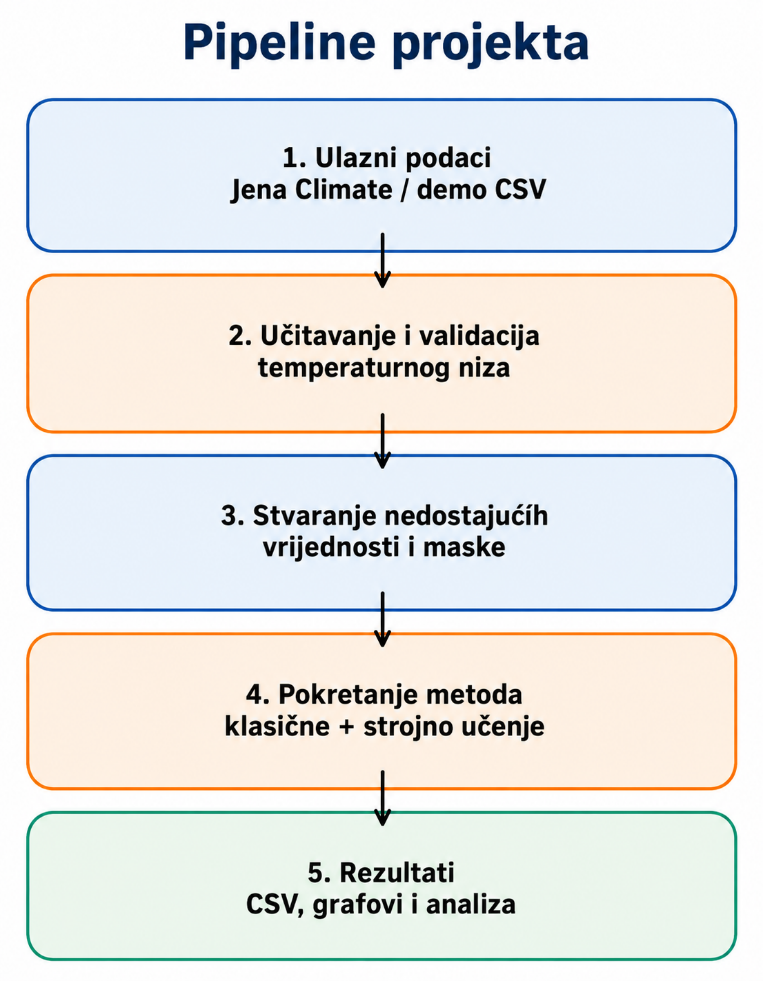 Pipeline projekta
1. Ulazni podaci
Jena Climate / demo CSV
2. Učitavanje i validacija
temperaturnog niza
3. Stvaranje nedostajućíh
vrijednosti i maske
4. Pokretanje metoda
klasične + strojno učenje
5. Rezultati
CSV, grafovi i analiza